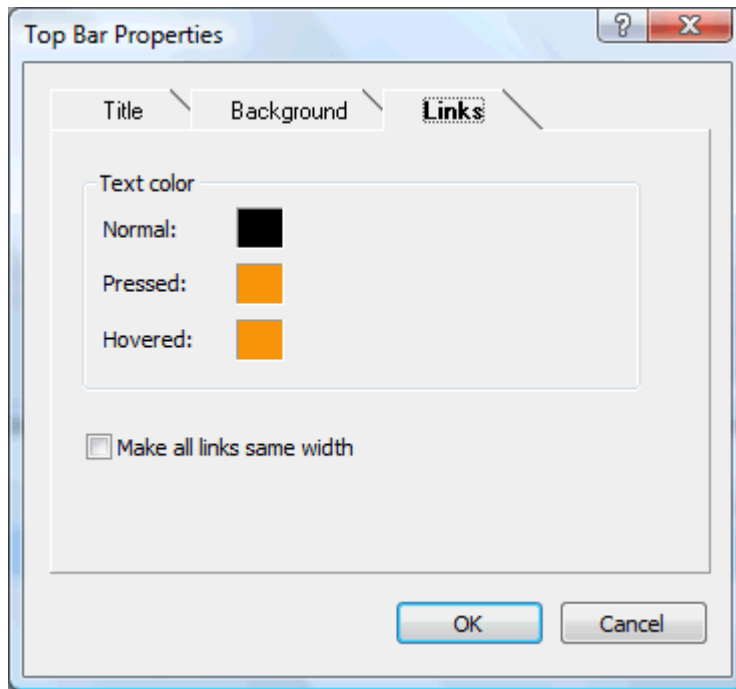 Top Bar Properties
Title Background Links
Text color
Normal:
Pressed:
Hovered:
Make all links same width
OK Cancel